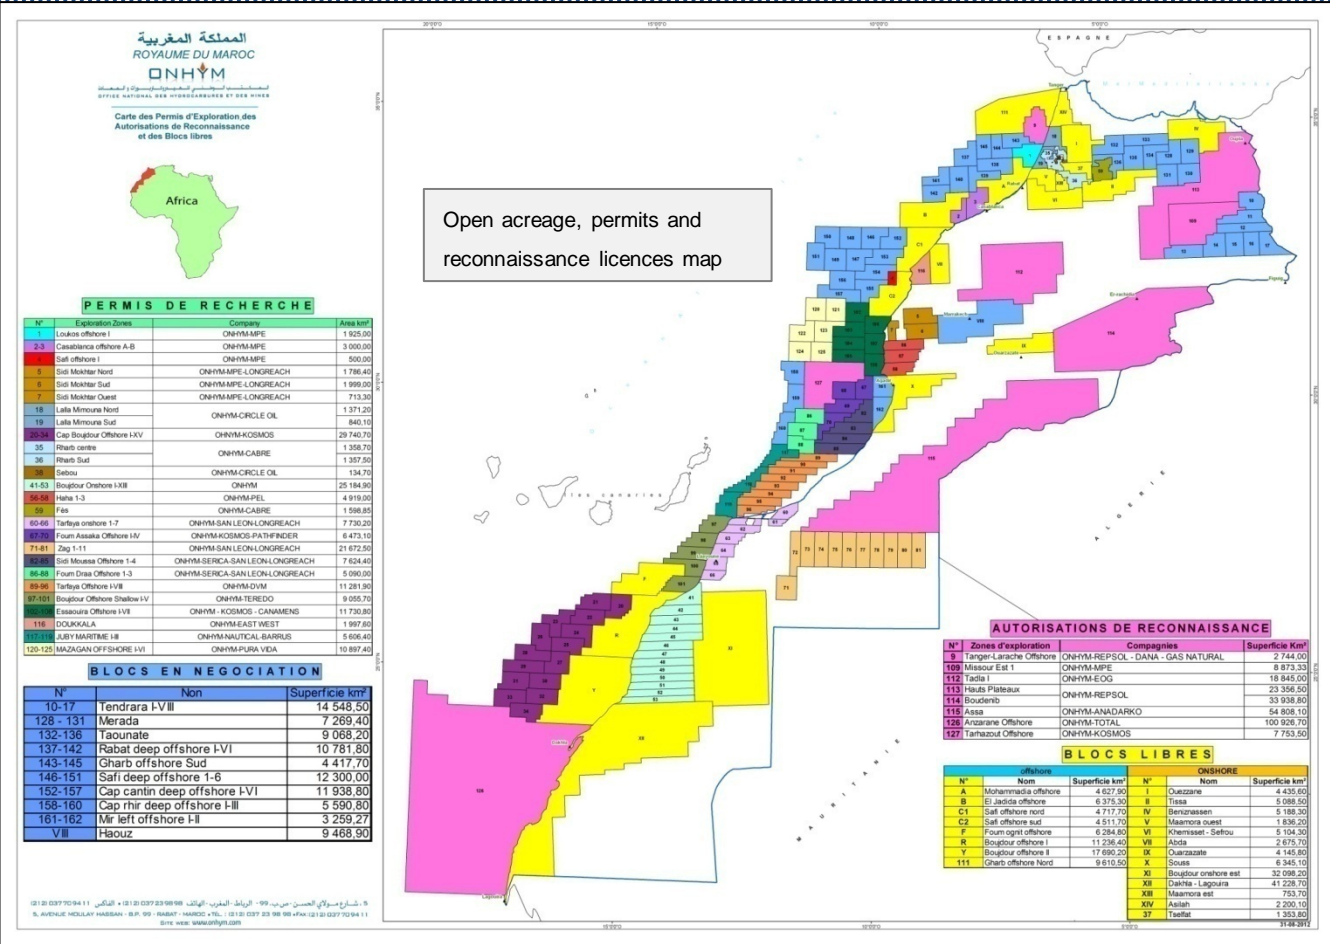 المملكة المغربية
ROYAUME DU MAROC
ONHYM
OFFICE NATIONAL DES HYDROCARBURES ET DES MINES
Carte des Permis d'Exploration,des
Autorisations de Reconnaissance
et des Blocs libres
Africa
Open acreage, permits and
reconnaissance licences map
PERMIS DE RECHERCHE
N° Exploration Zones Company Area km²
1 Loukos offshore I ONHYM-MPE 1 925,00
2-3 Casablanca offshore A-B ONHYM-MPE 3 000,00
4 Safi offshore I ONHYM-MPE 500,00
5 Sidi Mokhtar Nord ONHYM-MPE-LONGREACH 1 786,40
6 Sidi Mokhtar Sud ONHYM-MPE-LONGREACH 1 999,00
7 Sidi Mokhtar Ouest ONHYM-MPE-LONGREACH 713,30
18 Lalla Mimouna Nord ONHYM-CIRCLE OIL 1 371,20
19 Lalla Mimouna Sud 840,10
20-34 Cap Boujdour Offshore I-XV OHNYM-KOSMOS 29 740,70
35 Rharb centre ONHYM-CABRE 1 358,70
36 Rharb Sud 1 357,50
38 Sebou ONHYM-CIRCLE OIL 134,70
41-53 Boujdour Onshore I-XIII ONHYM 25 184,90
56-58 Haha 1-3 ONHYM-PEL 4 919,00
59 Fès ONHYM-CABRE 1 598,85
60-66 Tarfaya onshore 1-7 ONHYM-SAN LEON-LONGREACH 7 730,20
67-70 Foum Assaka Offshore I-IV ONHYM-KOSMOS-PATHFINDER 6 473,10
71-81 Zag 1-11 ONHYM-SAN LEON-LONGREACH 21 672,50
82-85 Sidi Moussa Offshore 1-4 ONHYM-SERICA-SAN LEON-LONGREACH 7 624,40
86-88 Foum Draa Offshore 1-3 ONHYM-SERICA-SAN LEON-LONGREACH 5 090,00
89-96 Tarfaya Offshore I-VIII ONHYM-DVM 11 281,90
97-101 Boujdour Offshore Shallow I-V ONHYM-TEREDO 9 055,70
102-108 Essaouira Offshore I-VII ONHYM - KOSMOS - CANAMENS 11 730,80
116 DOUKKALA ONHYM-EAST WEST 1 997,60
117-119 JUBY MARITIME I-III ONHYM-NAUTICAL-BARRUS 5 606,40
120-125 MAZAGAN OFFSHORE I-VI ONHYM-PURA VIDA 10 897,40
BLOCS EN NEGOCIATION
N° Non Superficie km²
10-17 Tendrara I-VIII 14 548,50
128 - 131 Merada 7 269,40
132-136 Taounate 9 068,20
137-142 Rabat deep offshore I-VI 10 781,80
143-145 Gharb offshore Sud 4 417,70
146-151 Safi deep offshore 1-6 12 300,00
152-157 Cap cantin deep offshore I-VI 11 938,80
158-160 Cap rhir deep offshore I-III 5 590,80
161-162 Mir left offshore I-II 3 259,27
VIII Haouz 9 468,90
5, AVENUE MOULAY HASSAN - B.P. 99 - RABAT - MAROC
SITE WEB: www.onhym.com
ESPAGNE
Iles canaries
ALGERIE
MAURITANIE
AUTORISATIONS DE RECONNAISSANCE
N° Zones d'exploration Compagnies Superficie Km²
9 Tanger-Larache Offshore ONHYM-REPSOL - DANA - GAS NATURAL 2 744,00
109 Missour Est 1 ONHYM-MPE 8 873,33
112 Tadla I ONHYM-EOG 18 845,00
113 Hauts Plateaux ONHYM-REPSOL 23 356,50
114 Boudenib 33 938,80
115 Assa ONHYM-ANADARKO 54 808,10
126 Anzarane Offshore ONHYM-TOTAL 100 926,70
127 Tarhazout Offshore ONHYM-KOSMOS 7 753,50
BLOCS LIBRES
offshore
N° Nom Superficie km²
A Mohammadia offshore 4 627,90
B El Jadida offshore 6 375,30
C1 Safi offshore nord 4 717,70
C2 Safi offshore sud 4 511,70
F Foum ognit offshore 6 284,80
R Boujdour offshore I 11 236,40
Y Boujdour offshore II 17 690,20
111 Gharb offshore Nord 9 610,50
ONSHORE
N° Nom Superficie km²
I Ouezzane 4 435,60
II Tissa 5 088,50
IV Beniznassen 5 188,30
V Maamora ouest 1 836,20
VI Khemisset - Sefrou 5 104,30
VII Abda 2 675,70
IX Ouarzazate 4 145,80
X Souss 6 345,10
XI Boujdour onshore est 32 098,20
XII Dakhla - Lagouira 41 228,70
XIII Maamora est 753,70
XIV Asilah 2 200,10
37 Tselfat 1 353,80
31-08-2012